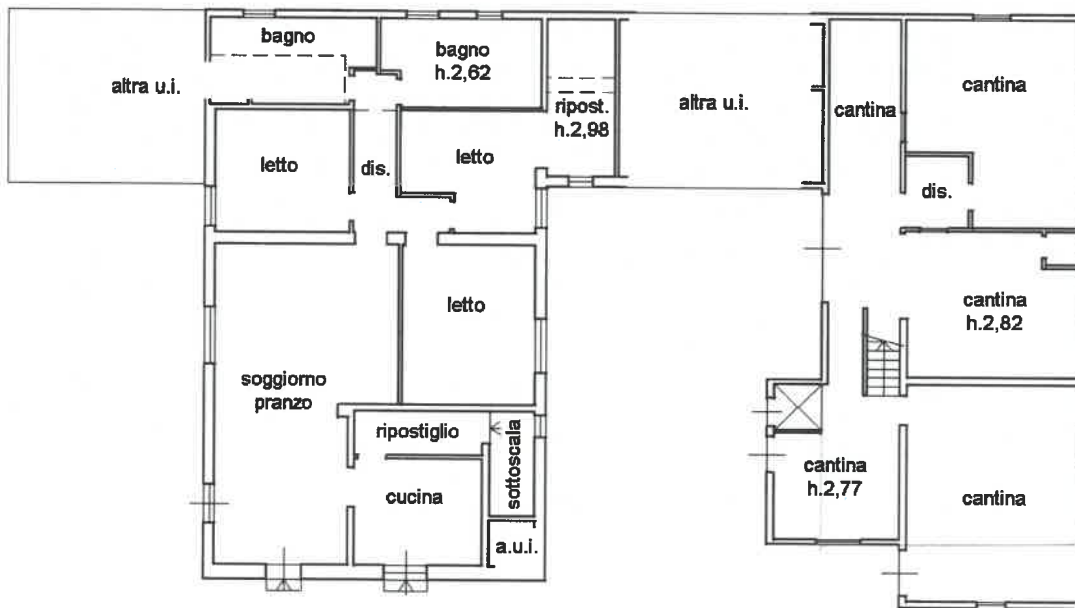 bagno
bagno
h.2,62
altra u.i.
ripost.
h.2,98
altra u.i.
cantina
cantina
letto
dis.
letto
dis.
letto
cantina
h.2,82
soggiorno
pranzo
ripostiglio
sottoscala
cucina
cantina
h.2,77
cantina
a.u.i.